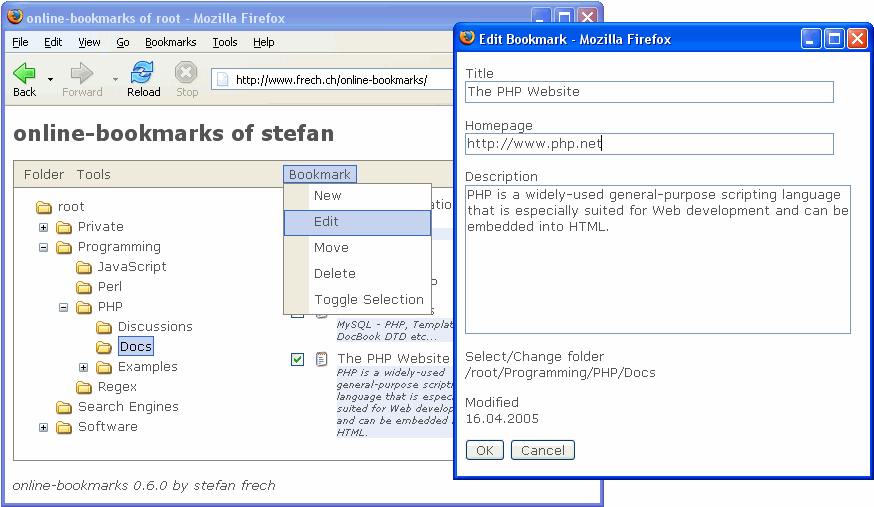 online-bookmarks of root - Mozilla Firefox
File Edit View Go Bookmarks Tools Help
Back Forward Reload Stop http://www.frech.ch/online-bookmarks/
online-bookmarks of stefan
Folder Tools Bookmark
New
Edit
Move
Delete
Toggle Selection
root
Private
Programming
JavaScript
Perl
PHP
Discussions
Docs
Examples
Regex
Search Engines
Software
MySQL - PHP, Templat
DocBook DTD etc...
The PHP Website
PHP is a widely-used
general-purpose scripti
language that is espec
suited for Web develop
and can be embedded
HTML.
online-bookmarks 0.6.0 by stefan frech
Edit Bookmark - Mozilla Firefox
Title
The PHP Website
Homepage
http://www.php.net
Description
PHP is a widely-used general-purpose scripting language
that is especially suited for Web development and can be
embedded into HTML.
Select/Change folder
/root/Programming/PHP/Docs
Modified
16.04.2005
OK Cancel